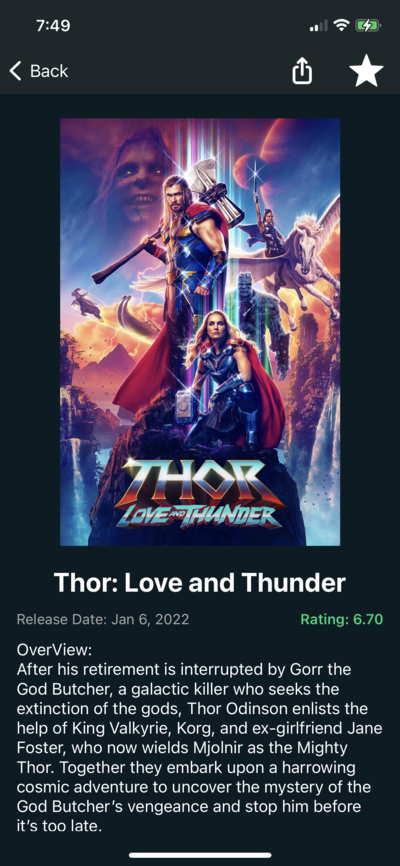 7:49
Back
THOR
LOVE AND THUNDER
Thor: Love and Thunder
Release Date: Jan 6, 2022
Rating: 6.70
OverView:
After his retirement is interrupted by Gorr the
God Butcher, a galactic killer who seeks the
extinction of the gods, Thor Odinson enlists the
help of King Valkyrie, Korg, and ex-girlfriend Jane
Foster, who now wields Mjolnir as the Mighty
Thor. Together they embark upon a harrowing
cosmic adventure to uncover the mystery of the
God Butcher’s vengeance and stop him before
it’s too late.